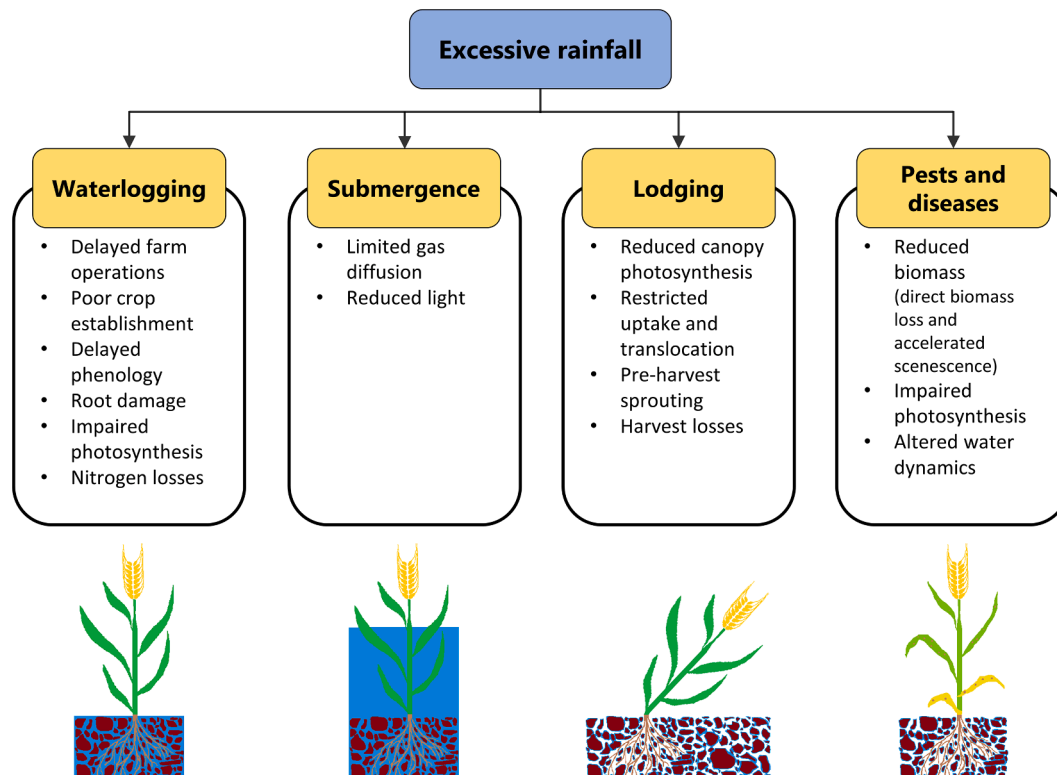 Excessive rainfall
Waterlogging
• Delayed farm
operations
• Poor crop
establishment
• Delayed
phenology
• Root damage
• Impaired
photosynthesis
• Nitrogen losses
Submergence
• Limited gas
diffusion
• Reduced light
Lodging
• Reduced canopy
photosynthesis
• Restricted
uptake and
translocation
• Pre-harvest
sprouting
• Harvest losses
Pests and
diseases
• Reduced
biomass
(direct biomass
loss and
accelerated
scenescence)
• Impaired
photosynthesis
• Altered water
dynamics